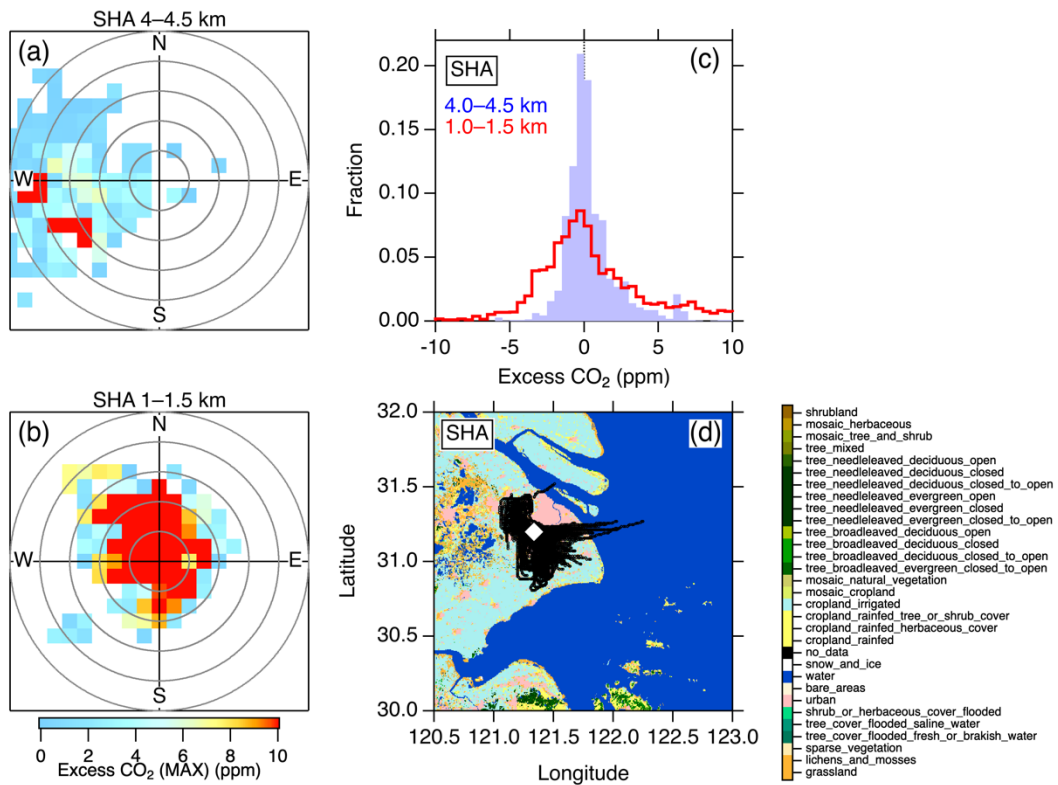 SHA 4–4.5 km
(a)
N
W
E
S
(c)
SHA
4.0–4.5 km
1.0–1.5 km
0.20
0.15
0.10
0.05
0.00
Fraction
-10
-5
0
5
10
Excess CO₂ (ppm)
SHA 1–1.5 km
(b)
N
W
E
S
0
2
4
6
8
10
Excess CO₂ (MAX) (ppm)
SHA
(d)
32.0
31.5
31.0
30.5
30.0
Latitude
120.5
121.0
121.5
122.0
122.5
123.0
Longitude
shrubland
mosaic_herbaceous
mosaic_tree_and_shrub
tree_mixed
tree_needleleaved_deciduous_open
tree_needleleaved_deciduous_closed
tree_needleleaved_deciduous_closed_to_open
tree_needleleaved_evergreen_open
tree_needleleaved_evergreen_closed
tree_needleleaved_evergreen_closed_to_open
tree_broadleaved_deciduous_open
tree_broadleaved_deciduous_closed
tree_broadleaved_deciduous_closed_to_open
tree_broadleaved_evergreen_closed_to_open
mosaic_natural_vegetation
mosaic_cropland
cropland_irrigated
cropland_rainfed_tree_or_shrub_cover
cropland_rainfed_herbaceous_cover
cropland_rainfed
no_data
snow_and_ice
water
bare_areas
urban
shrub_or_herbaceous_cover_flooded
tree_cover_flooded_saline_water
tree_cover_flooded_fresh_or_brakish_water
sparse_vegetation
lichens_and_mosses
grassland